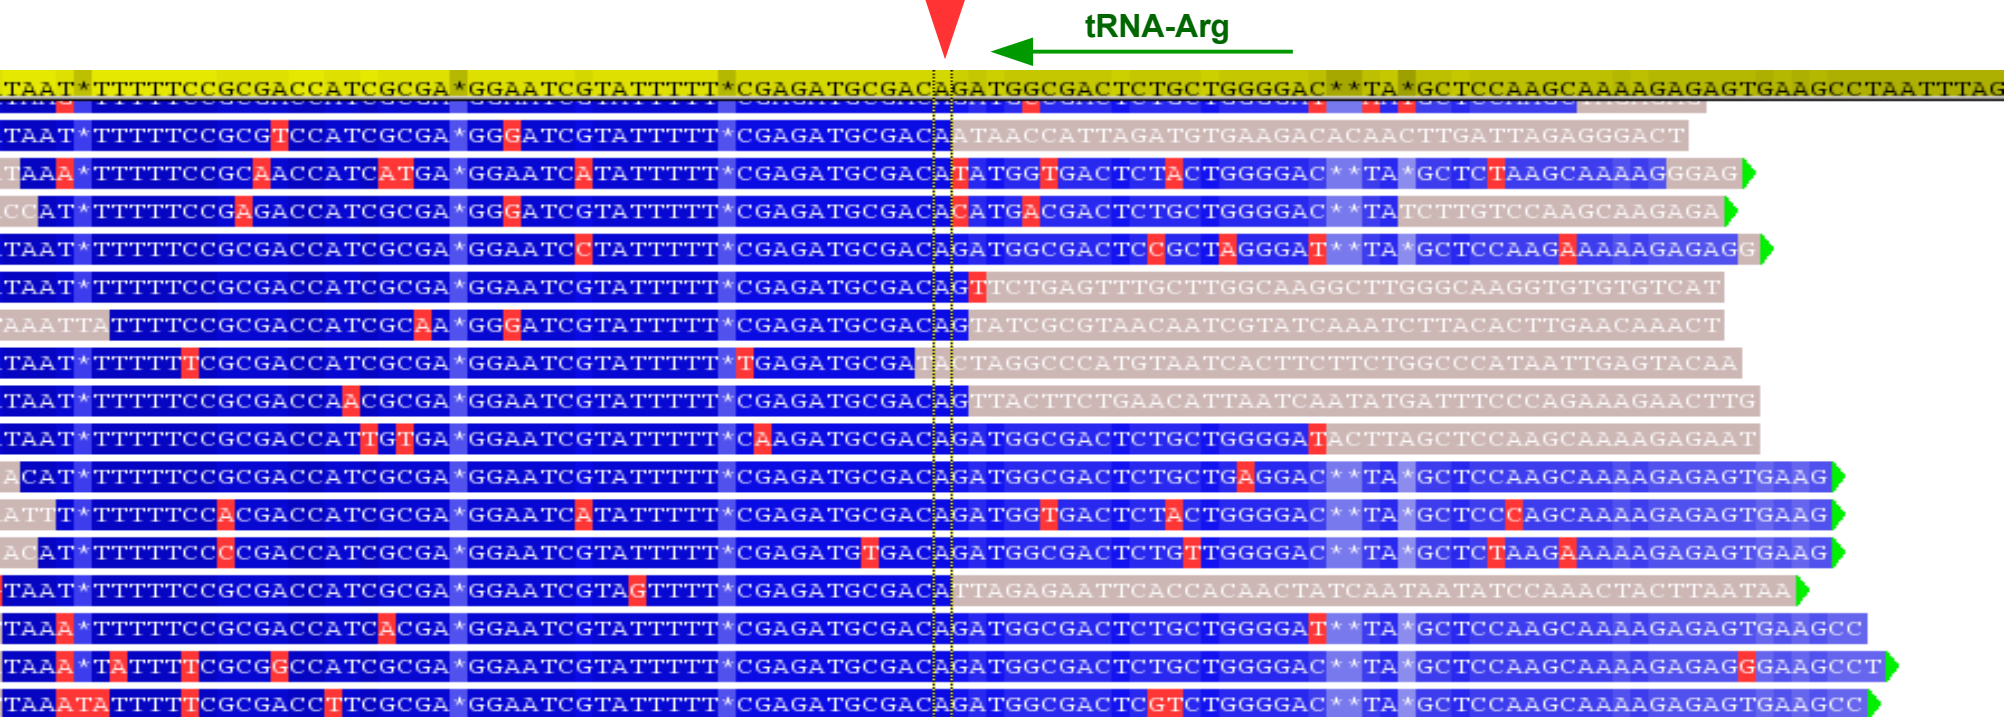 tRNA-Arg
TAAT*TTTTTCCGCGACCATCGCGA*GGAATCGTATTTTT*CGAGATGCGACAGATGGCGACTCTGCTGGGGAC**TA*GCTCCAAGCAAAAGAGAGTGAAGCCTAATTTAG
TAAT*TTTTTCCGCGTCCATCGCGA*GGGATCGTATTTTT*CGAGATGCGACAATAACCATTAGATGTGAAGACACAACTTGATTAGAGGGACT
TAAA*TTTTTCCGCAACCATCATGA*GGAATCATATTTTT*CGAGATGCGACATATGGTGACTCTACTGGGGAC**TA*GCTCTAAGCAAAAGGGAG
CCAT*TTTTTCCGAGACCATCGCGA*GGGATCGTATTTTT*CGAGATGCGACACATGACGACTCTGCTGGGGAC**TATCTTGTCCAAGCAAGAGA
TAAT*TTTTTCCGCGACCATCGCGA*GGAATCCTATTTTT*CGAGATGCGACAGATGGCGACTCCGCTAGGGAT**TA*GCTCCAAGAAAAAGAGAGG
TAAT*TTTTTCCGCGACCATCGCGA*GGAATCGTATTTTT*CGAGATGCGACAGTTCTGAGTTTGCTTGGCAAGGCTTGGGCAAGGTGTGTGTCAT
AAATTATTTTCCGCGACCATCGCAA*GGGATCGTATTTTT*CGAGATGCGACAGTATCGCGTAACAATCGTATCAAATCTTACACTTGAACAAACT
TAAT*TTTTTTCGCGACCATCGCGA*GGAATCGTATTTTT*TGAGATGCGATACTAGGCCCATGTAATCACTTCTTCTGGCCCATAATTGAGTACAA
TAAT*TTTTTCCGCGACCAACGCGA*GGAATCGTATTTTT*CGAGATGCGACAGTTACTTCTGAACATTAATCAATATGATTTCCCAGAAAGAACTTG
TAAT*TTTTTCCGCGACCATTGTGA*GGAATCGTATTTTT*CAAGATGCGACAGATGGCGACTCTGCTGGGGATACTTAGCTCCAAGCAAAAGAGAAT
ACAT*TTTTTCCGCGACCATCGCGA*GGAATCGTATTTTT*CGAGATGCGACAGATGGCGACTCTGCTGAGGAC**TA*GCTCCAAGCAAAAGAGAGTGAAG
ATTT*TTTTTCCACGACCATCGCGA*GGAATCATATTTTT*CGAGATGCGACAGATGGTGACTCTACTGGGGAC**TA*GCTCCCAGCAAAAGAGAGTGAAG
ACAT*TTTTTCCCCGACCATCGCGA*GGAATCGTATTTTT*CGAGATGTGACAGATGGCGACTCTGTTGGGGAC**TA*GCTCTAAGAAAAAGAGAGTGAAG
TAAT*TTTTTCCGCGACCATCGCGA*GGAATCGTAGTTTT*CGAGATGCGACATTAGAGAATTCACCACAACTATCAATAATATCCAAACTACTTAATAA
TAAA*TTTTTCCGCGACCATCACGA*GGAATCGTATTTTT*CGAGATGCGACAGATGGCGACTCTGCTGGGGAT**TA*GCTCCAAGCAAAAGAGAGTGAAGCC
TAAA*TATTTTCGCGGCCATCGCGA*GGAATCGTATTTTT*CGAGATGCGACAGATGGCGACTCTGCTGGGGAC**TA*GCTCCAAGCAAAAGAGAGGGAAGCCT
TAAATATTTTTCGCGACCTTCGCGA*GGAATCGTATTTTT*CGAGATGCGACAGATGGCGACTCGTCTGGGGAC**TA*GCTCCAAGCAAAAGAGAGTGAAGCC